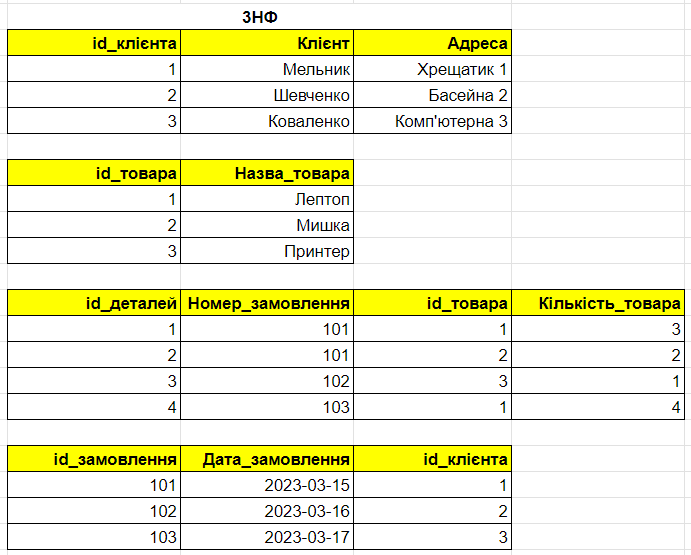 3НФ
id_клієнта Клієнт Адреса
1 Мельник Хрещатик 1
2 Шевченко Басейна 2
3 Коваленко Комп'ютерна 3
id_товара Назва_товара
1 Лептоп
2 Мишка
3 Принтер
id_деталей Номер_замовлення id_товара Кількість_товара
1 101 1 3
2 101 2 2
3 102 3 1
4 103 1 4
id_замовлення Дата_замовлення id_клієнта
101 2023-03-15 1
102 2023-03-16 2
103 2023-03-17 3